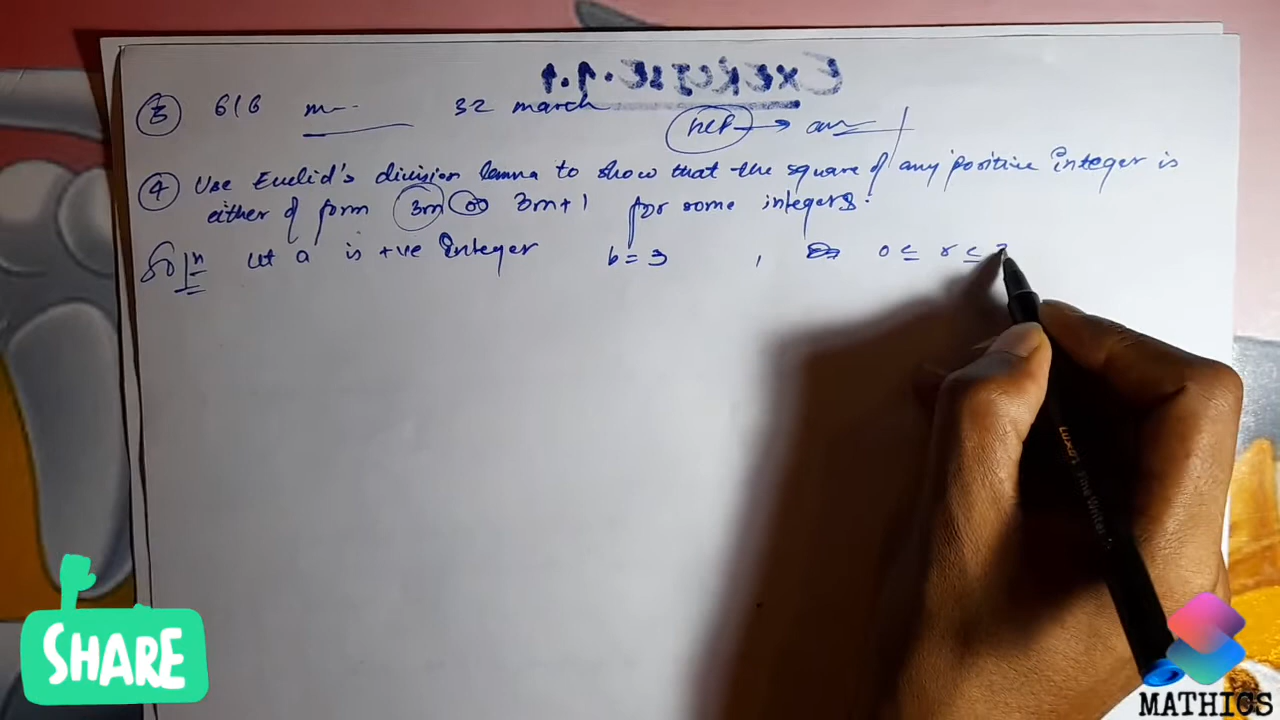 Exercise. 1.1
③ 616 m-- 32 march
HCF → ans
④ Use Euclid's division lemma to show that the square of any positive Integer is
either of form 3m or 3m+1 for some integers.
Sol|n Let a is +ve Integer b = 3 , 0 ≤ r ≤ 3
SHARE
MATHICS